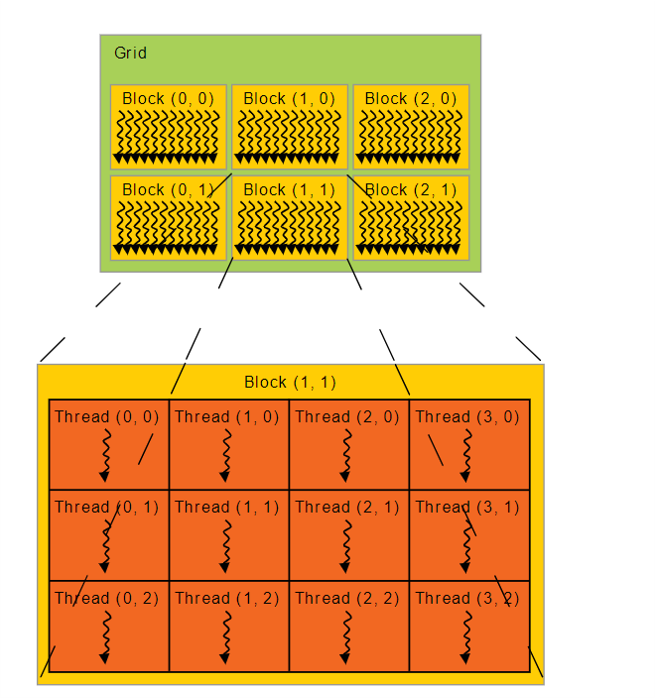 Grid
Block (0, 0) Block (1, 0) Block (2, 0)
Block (0, 1) Block (1, 1) Block (2, 1)
Block (1, 1)
Thread (0, 0) Thread (1, 0) Thread (2, 0) Thread (3, 0)
Thread (0, 1) Thread (1, 1) Thread (2, 1) Thread (3, 1)
Thread (0, 2) Thread (1, 2) Thread (2, 2) Thread (3, 2)